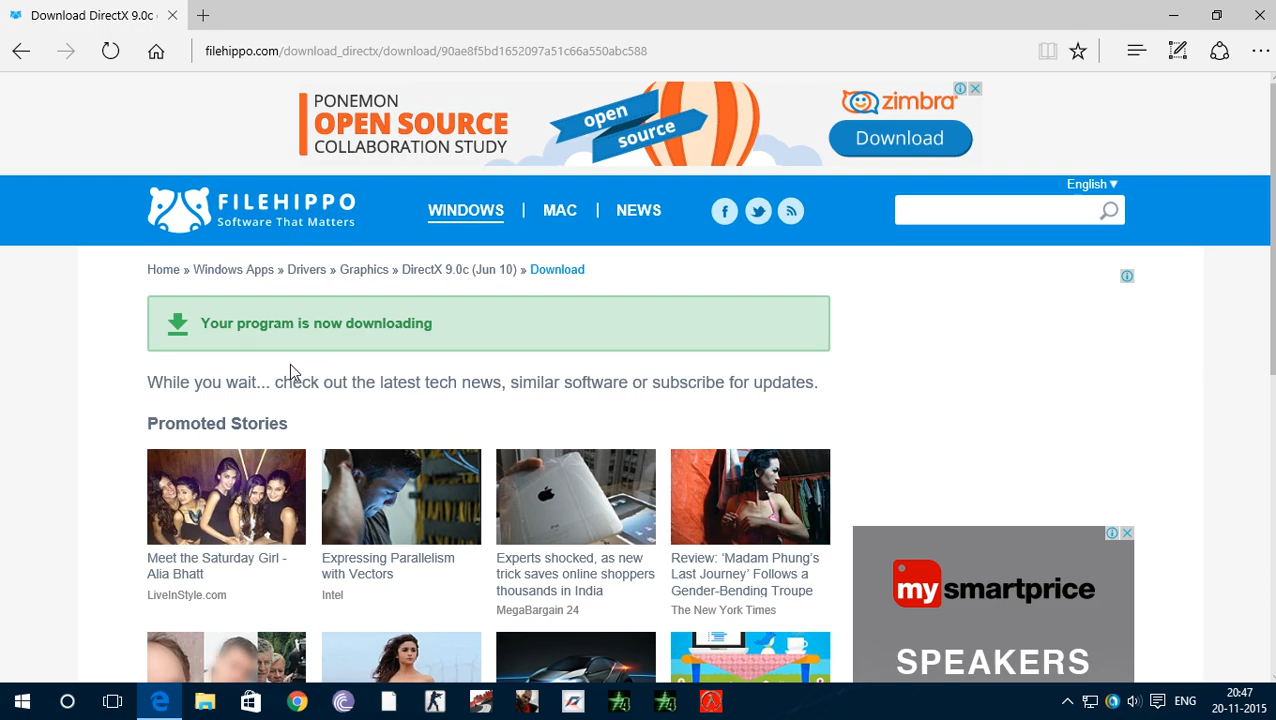 Download DirectX 9.0c
filehippo.com/download_directx/download/90ae8f5bd1652097a51c66a550abc588
PONEMON
OPEN SOURCE
COLLABORATION STUDY
open
source
zimbra
Download
English
FILEHIPPO
Software That Matters
WINDOWS | MAC | NEWS
Home » Windows Apps » Drivers » Graphics » DirectX 9.0c (Jun 10) » Download
Your program is now downloading
While you wait... check out the latest tech news, similar software or subscribe for updates.
Promoted Stories
Meet the Saturday Girl -
Alia Bhatt
LiveInStyle.com
Expressing Parallelism
with Vectors
Intel
Experts shocked, as new
trick saves online shoppers
thousands in India
MegaBargain 24
Review: ‘Madam Phung’s
Last Journey’ Follows a
Gender-Bending Troupe
The New York Times
mysmartprice
SPEAKERS
ENG
20:47
20-11-2015